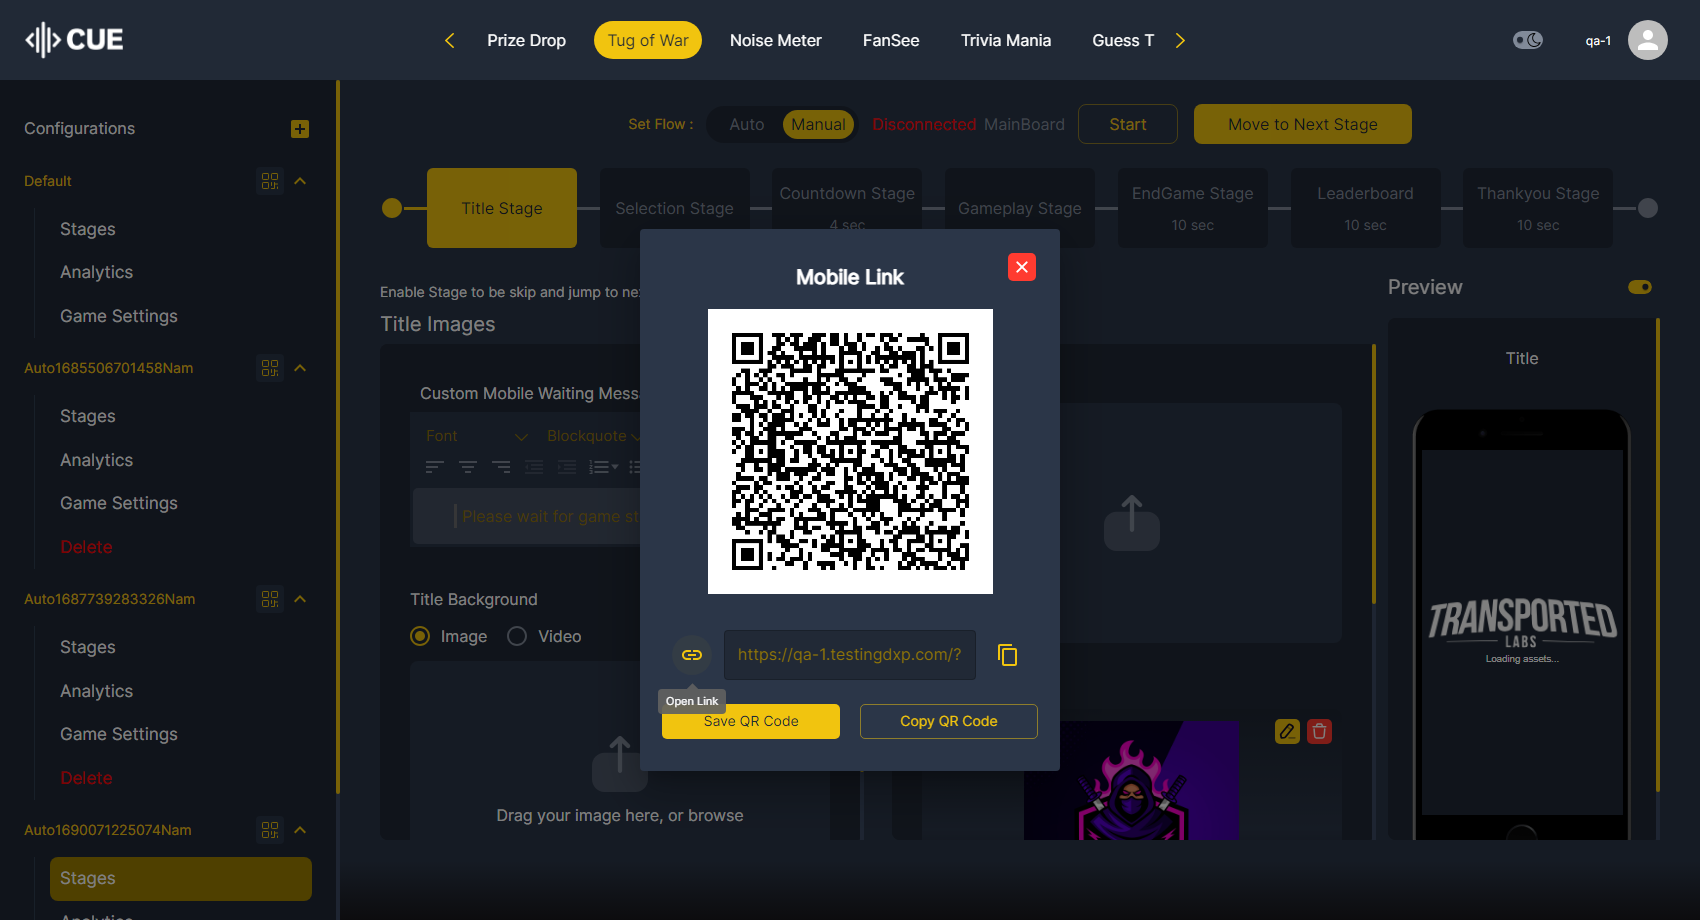 CUE
Prize Drop
Tug of War
Noise Meter
FanSee
Trivia Mania
Guess T
qa-1
Configurations
Set Flow :
Auto
Manual
Disconnected
MainBoard
Start
Move to Next Stage
Default
Stages
Analytics
Game Settings
Title Stage
Selection Stage
Countdown Stage
4 sec
Gameplay Stage
EndGame Stage
10 sec
Leaderboard
10 sec
Thankyou Stage
10 sec
Enable Stage to be skip and jump to ne
Title Images
Preview
Auto1685506701458Nam
Stages
Analytics
Game Settings
Delete
Custom Mobile Waiting Mess
Font
Blockquote
Please wait for game st
Title Background
Image
Video
Drag your image here, or browse
Mobile Link
https://qa-1.testingdxp.com/?
Open Link
Save QR Code
Copy QR Code
Title
TRANSPORTED
LABS
Loading assets...
Auto1687739283326Nam
Stages
Analytics
Game Settings
Delete
Auto1690071225074Nam
Stages
Analytics